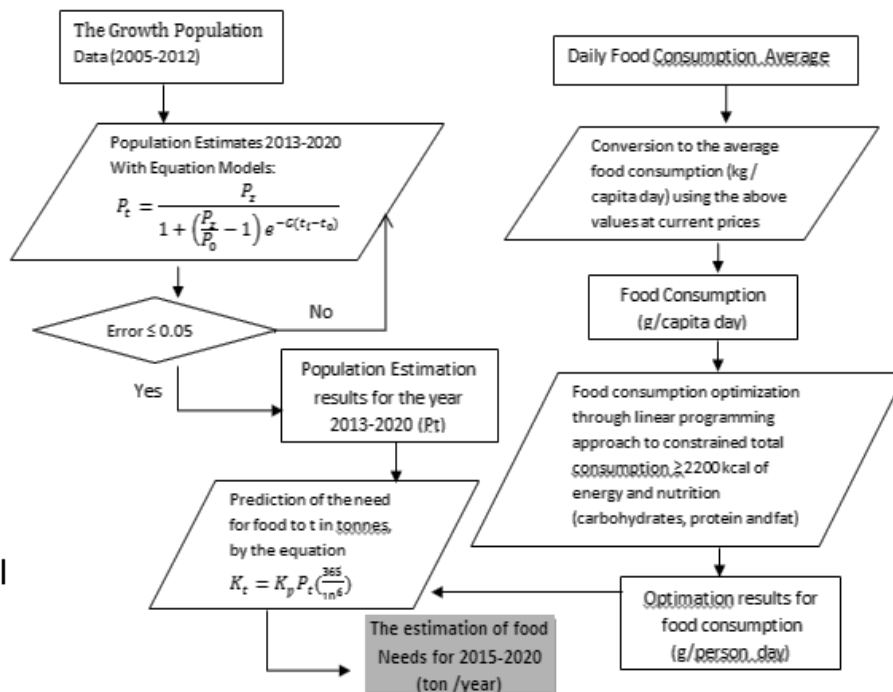 The Growth Population
Data (2005-2012)
Population Estimates 2013-2020
With Equation Models:
P_t = P_z / (1 + (P_z/P_0 − 1) e^{−G(t_t−t_0)})
Error ≤ 0.05
No
Yes
Population Estimation
results for the year
2013-2020 (Pt)
Prediction of the need
for food to t in tonnes,
by the equation
K_t = K_p P_t (365/10^6)
The estimation of food
Needs for 2015-2020
(ton /year)
Daily Food Consumption Average
Conversion to the average
food consumption (kg /
capita day) using the above
values at current prices
Food Consumption
(g/capita day)
Food consumption optimization
through linear programming
approach to constrained total
consumption ≥2200 kcal of
energy and nutrition
(carbohydrates, protein and fat)
Optimation results for
food consumption
(g/person day)
l